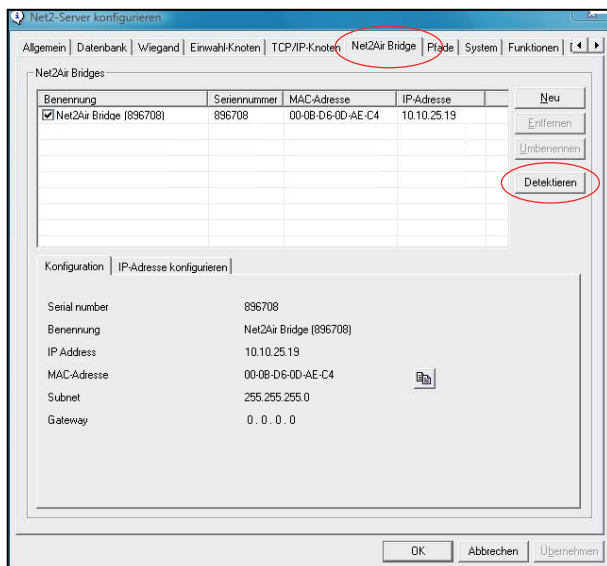 Net2-Server konfigurieren
Allgemein Datenbank Wiegand Einwahl-Knoten TCP/IP-Knoten Net2Air Bridge Pfade System Funktionen
Net2Air Bridges
Benennung Seriennummer MAC-Adresse IP-Adresse
Net2Air Bridge (896708) 896708 00-0B-D6-0D-AE-C4 10.10.25.19
Neu
Entfernen
Umbenennen
Detektieren
Konfiguration IP-Adresse konfigurieren
Serial number 896708
Benennung Net2Air Bridge (896708)
IP Address 10.10.25.19
MAC-Adresse 00-0B-D6-0D-AE-C4
Subnet 255.255.255.0
Gateway 0 . 0 . 0 . 0
OK Abbrechen Übernehmen